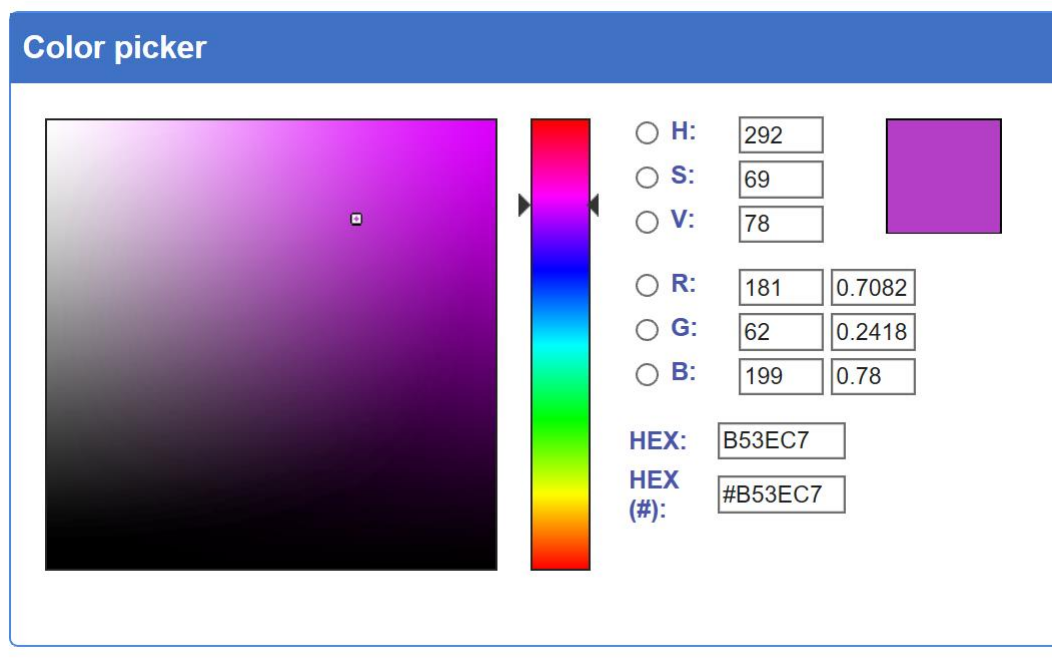 Color picker
H: 292
S: 69
V: 78
R: 181 0.7082
G: 62 0.2418
B: 199 0.78
HEX: B53EC7
HEX
(#): #B53EC7